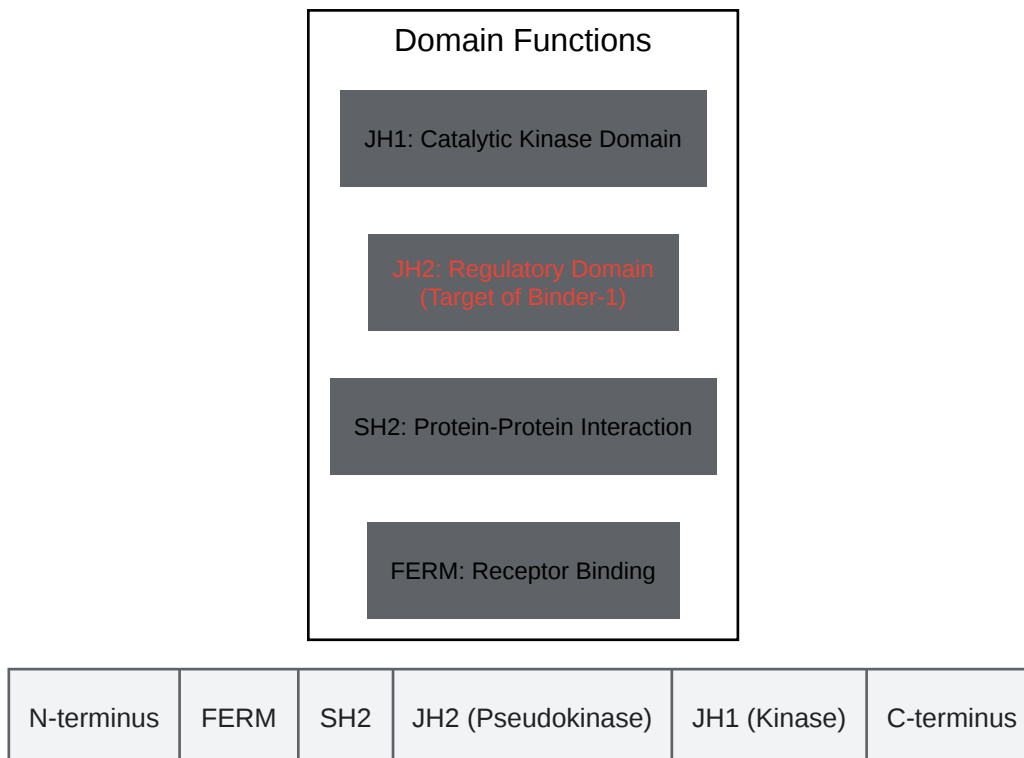 Domain Functions
JH1: Catalytic Kinase Domain
JH2: Regulatory Domain
(Target of Binder-1)
SH2: Protein-Protein Interaction
FERM: Receptor Binding
N-terminus FERM SH2 JH2 (Pseudokinase) JH1 (Kinase) C-terminus